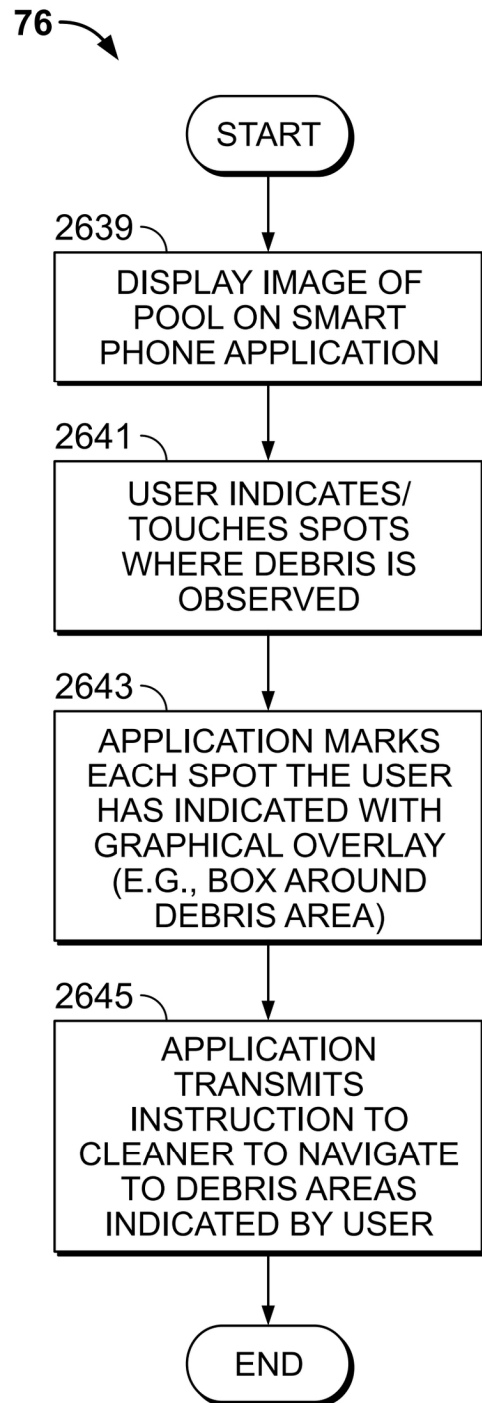 76
START
2639
DISPLAY IMAGE OF
POOL ON SMART
PHONE APPLICATION
2641
USER INDICATES/
TOUCHES SPOTS
WHERE DEBRIS IS
OBSERVED
2643
APPLICATION MARKS
EACH SPOT THE USER
HAS INDICATED WITH
GRAPHICAL OVERLAY
(E.G., BOX AROUND
DEBRIS AREA)
2645
APPLICATION
TRANSMITS
INSTRUCTION TO
CLEANER TO NAVIGATE
TO DEBRIS AREAS
INDICATED BY USER
END